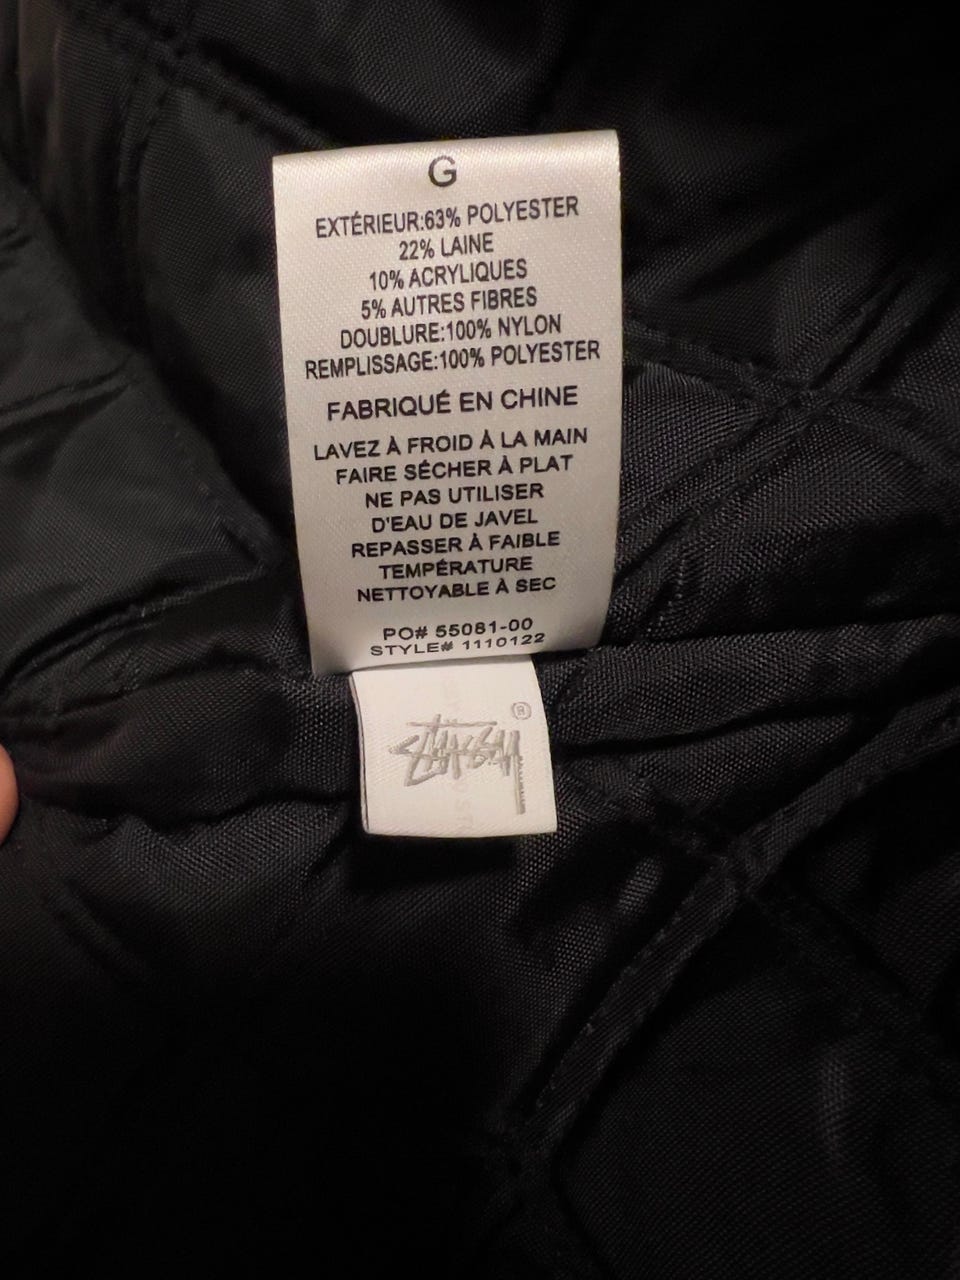 G
EXTÉRIEUR:63% POLYESTER
22% LAINE
10% ACRYLIQUES
5% AUTRES FIBRES
DOUBLURE:100% NYLON
REMPLISSAGE:100% POLYESTER
FABRIQUÉ EN CHINE
LAVEZ À FROID À LA MAIN
FAIRE SÉCHER À PLAT
NE PAS UTILISER
D'EAU DE JAVEL
REPASSER À FAIBLE
TEMPÉRATURE
NETTOYABLE À SEC
PO# 55081-00
STYLE# 1110122
STÜSSY ®